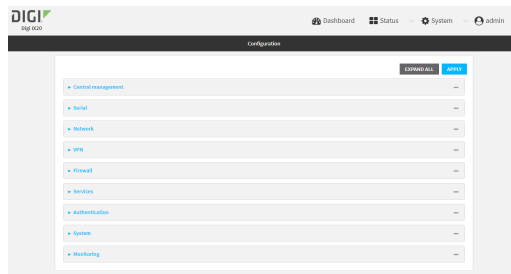 DIGI
Digi IX20
Dashboard
Status
System
admin
Configuration
EXPAND ALL
APPLY
Central management
Serial
Network
VPN
Firewall
Services
Authentication
System
Monitoring